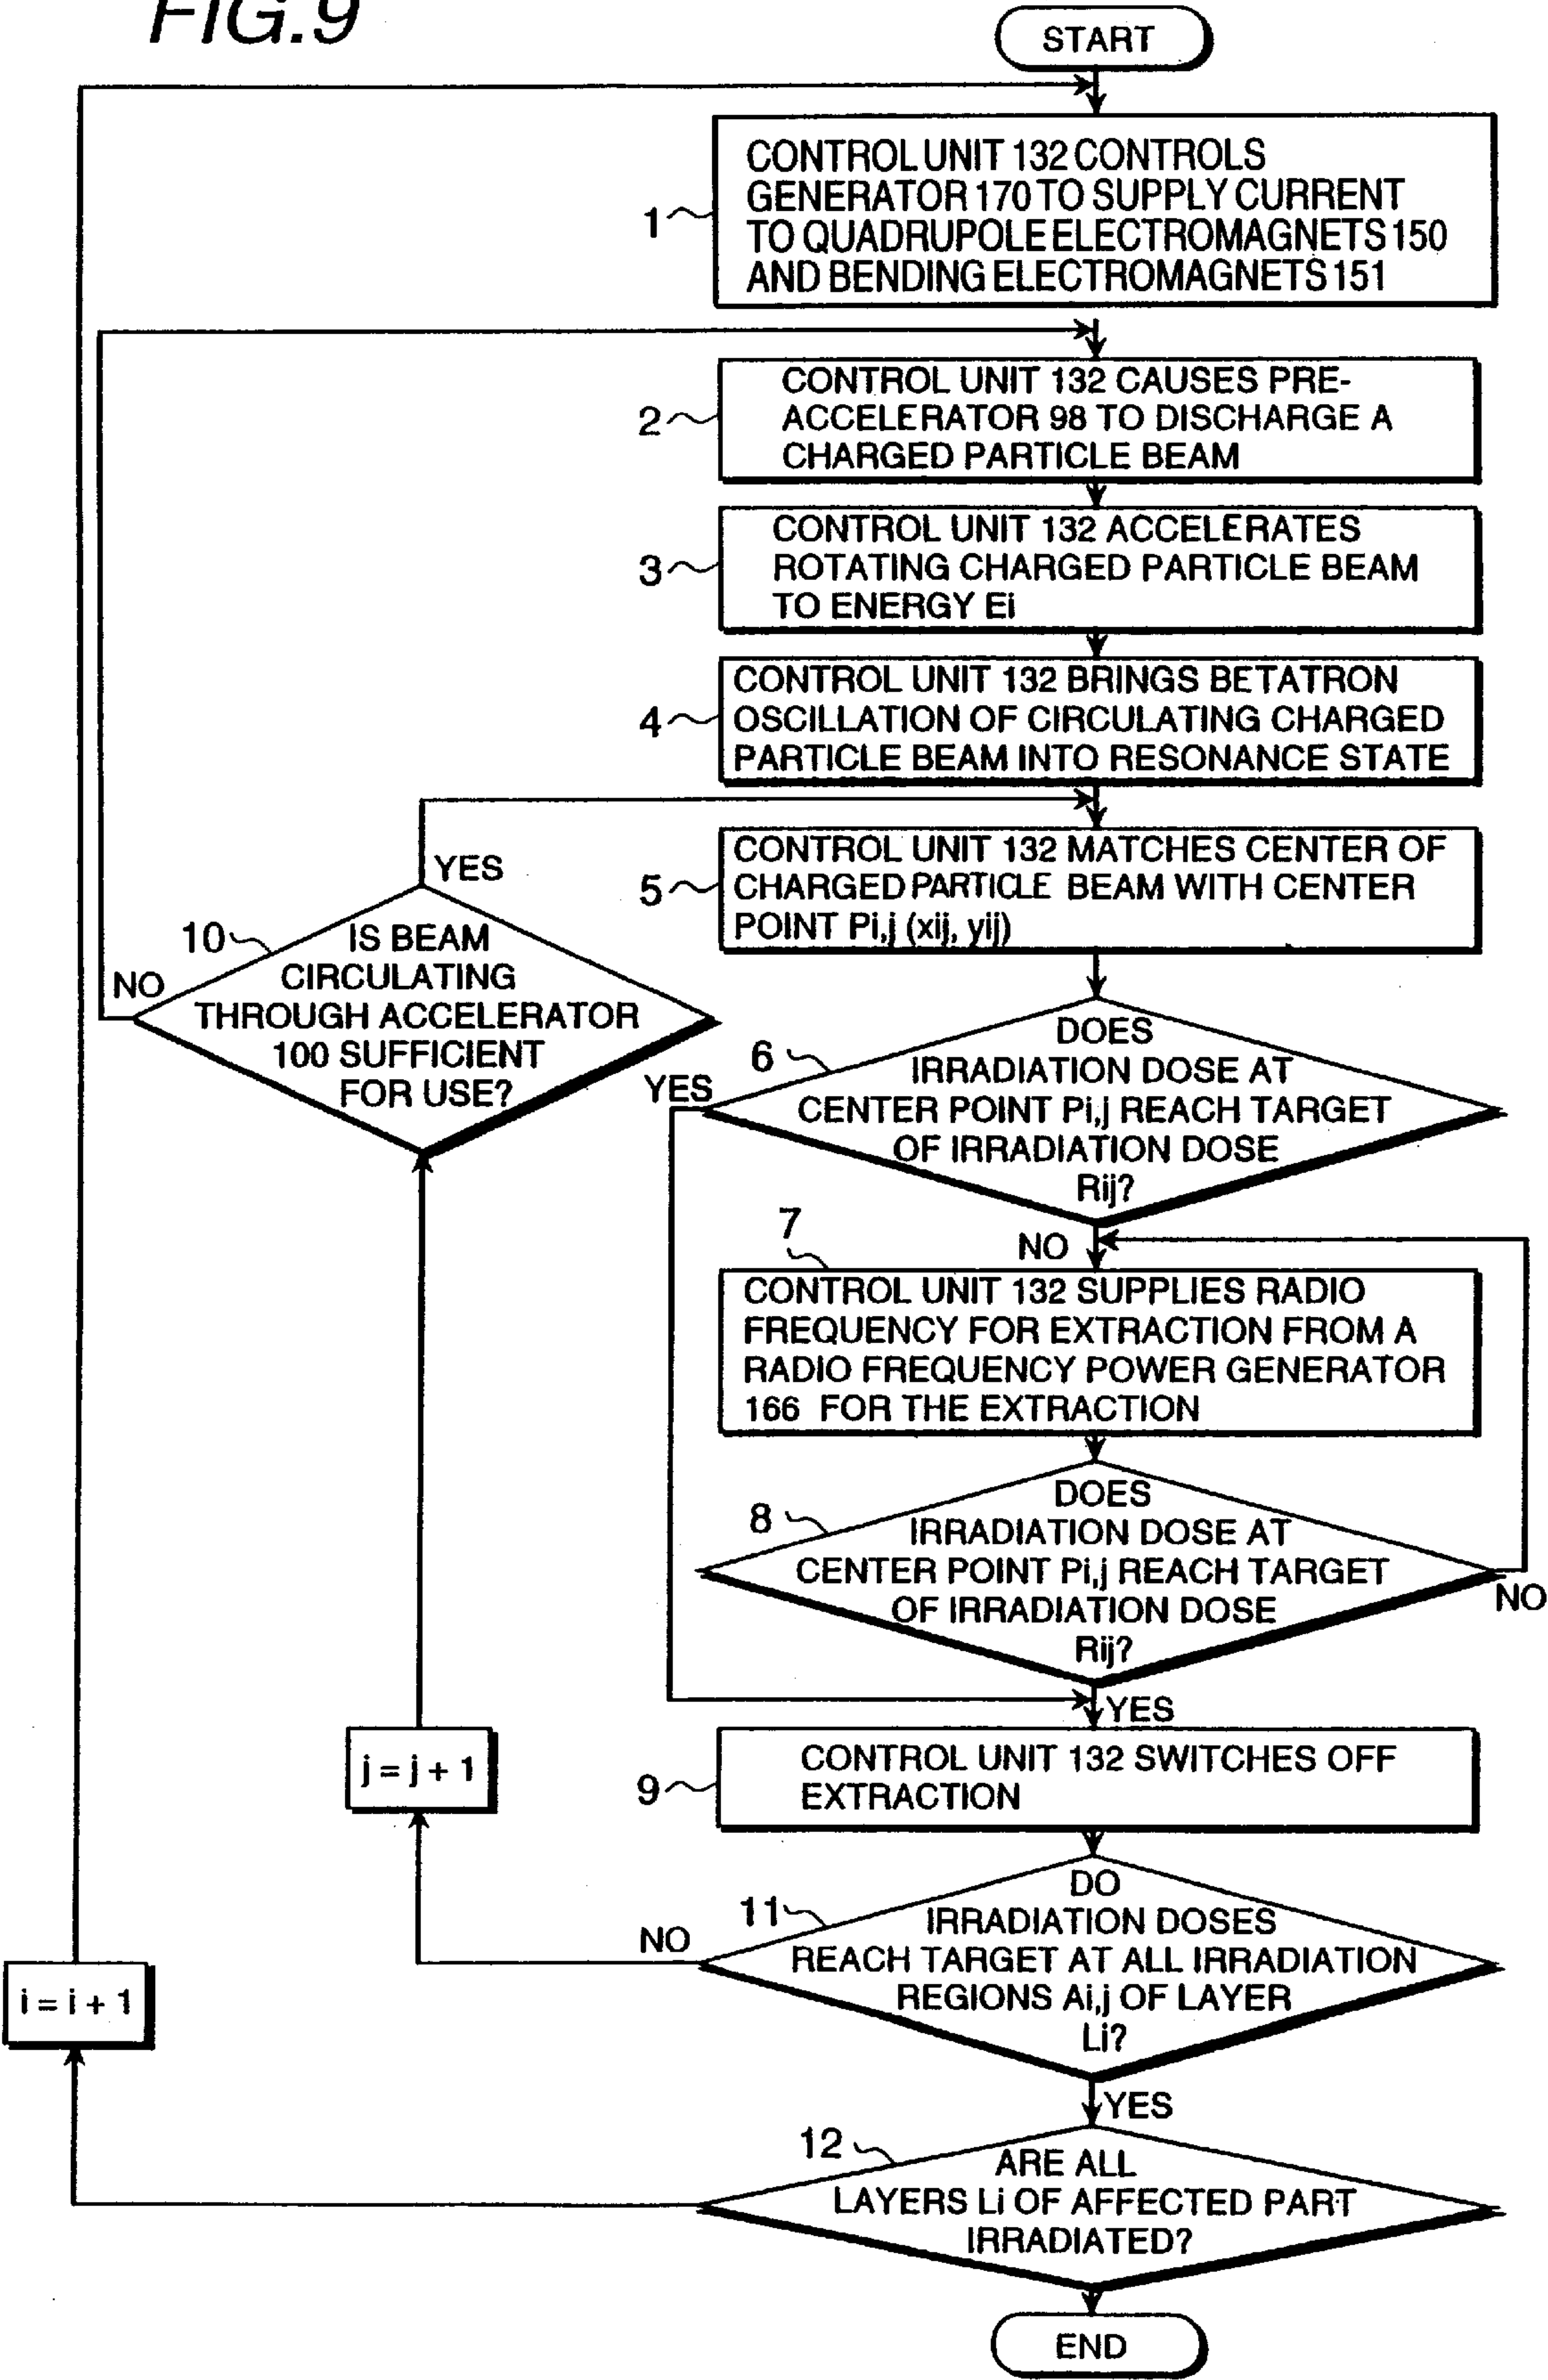 FIG.9
START
1
CONTROL UNIT 132 CONTROLS
GENERATOR 170 TO SUPPLY CURRENT
TO QUADRUPOLE ELECTROMAGNETS 150
AND BENDING ELECTROMAGNETS 151
2
CONTROL UNIT 132 CAUSES PRE-
ACCELERATOR 98 TO DISCHARGE A
CHARGED PARTICLE BEAM
3
CONTROL UNIT 132 ACCELERATES
ROTATING CHARGED PARTICLE BEAM
TO ENERGY Ei
4
CONTROL UNIT 132 BRINGS BETATRON
OSCILLATION OF CIRCULATING CHARGED
PARTICLE BEAM INTO RESONANCE STATE
5
CONTROL UNIT 132 MATCHES CENTER OF
CHARGED PARTICLE BEAM WITH CENTER
POINT Pi,j (xij, yij)
YES
10
NO
IS BEAM
CIRCULATING
THROUGH ACCELERATOR
100 SUFFICIENT
FOR USE?
6
YES
DOES
IRRADIATION DOSE AT
CENTER POINT Pi,j REACH TARGET
OF IRRADIATION DOSE
Rij?
NO
7
CONTROL UNIT 132 SUPPLIES RADIO
FREQUENCY FOR EXTRACTION FROM A
RADIO FREQUENCY POWER GENERATOR
166 FOR THE EXTRACTION
8
DOES
IRRADIATION DOSE AT
CENTER POINT Pi,j REACH TARGET
OF IRRADIATION DOSE
Rij?
NO
YES
j = j + 1
9
CONTROL UNIT 132 SWITCHES OFF
EXTRACTION
11
NO
DO
IRRADIATION DOSES
REACH TARGET AT ALL IRRADIATION
REGIONS Ai,j OF LAYER
Li?
i = i + 1
YES
12
ARE ALL
LAYERS Li OF AFFECTED PART
IRRADIATED?
END